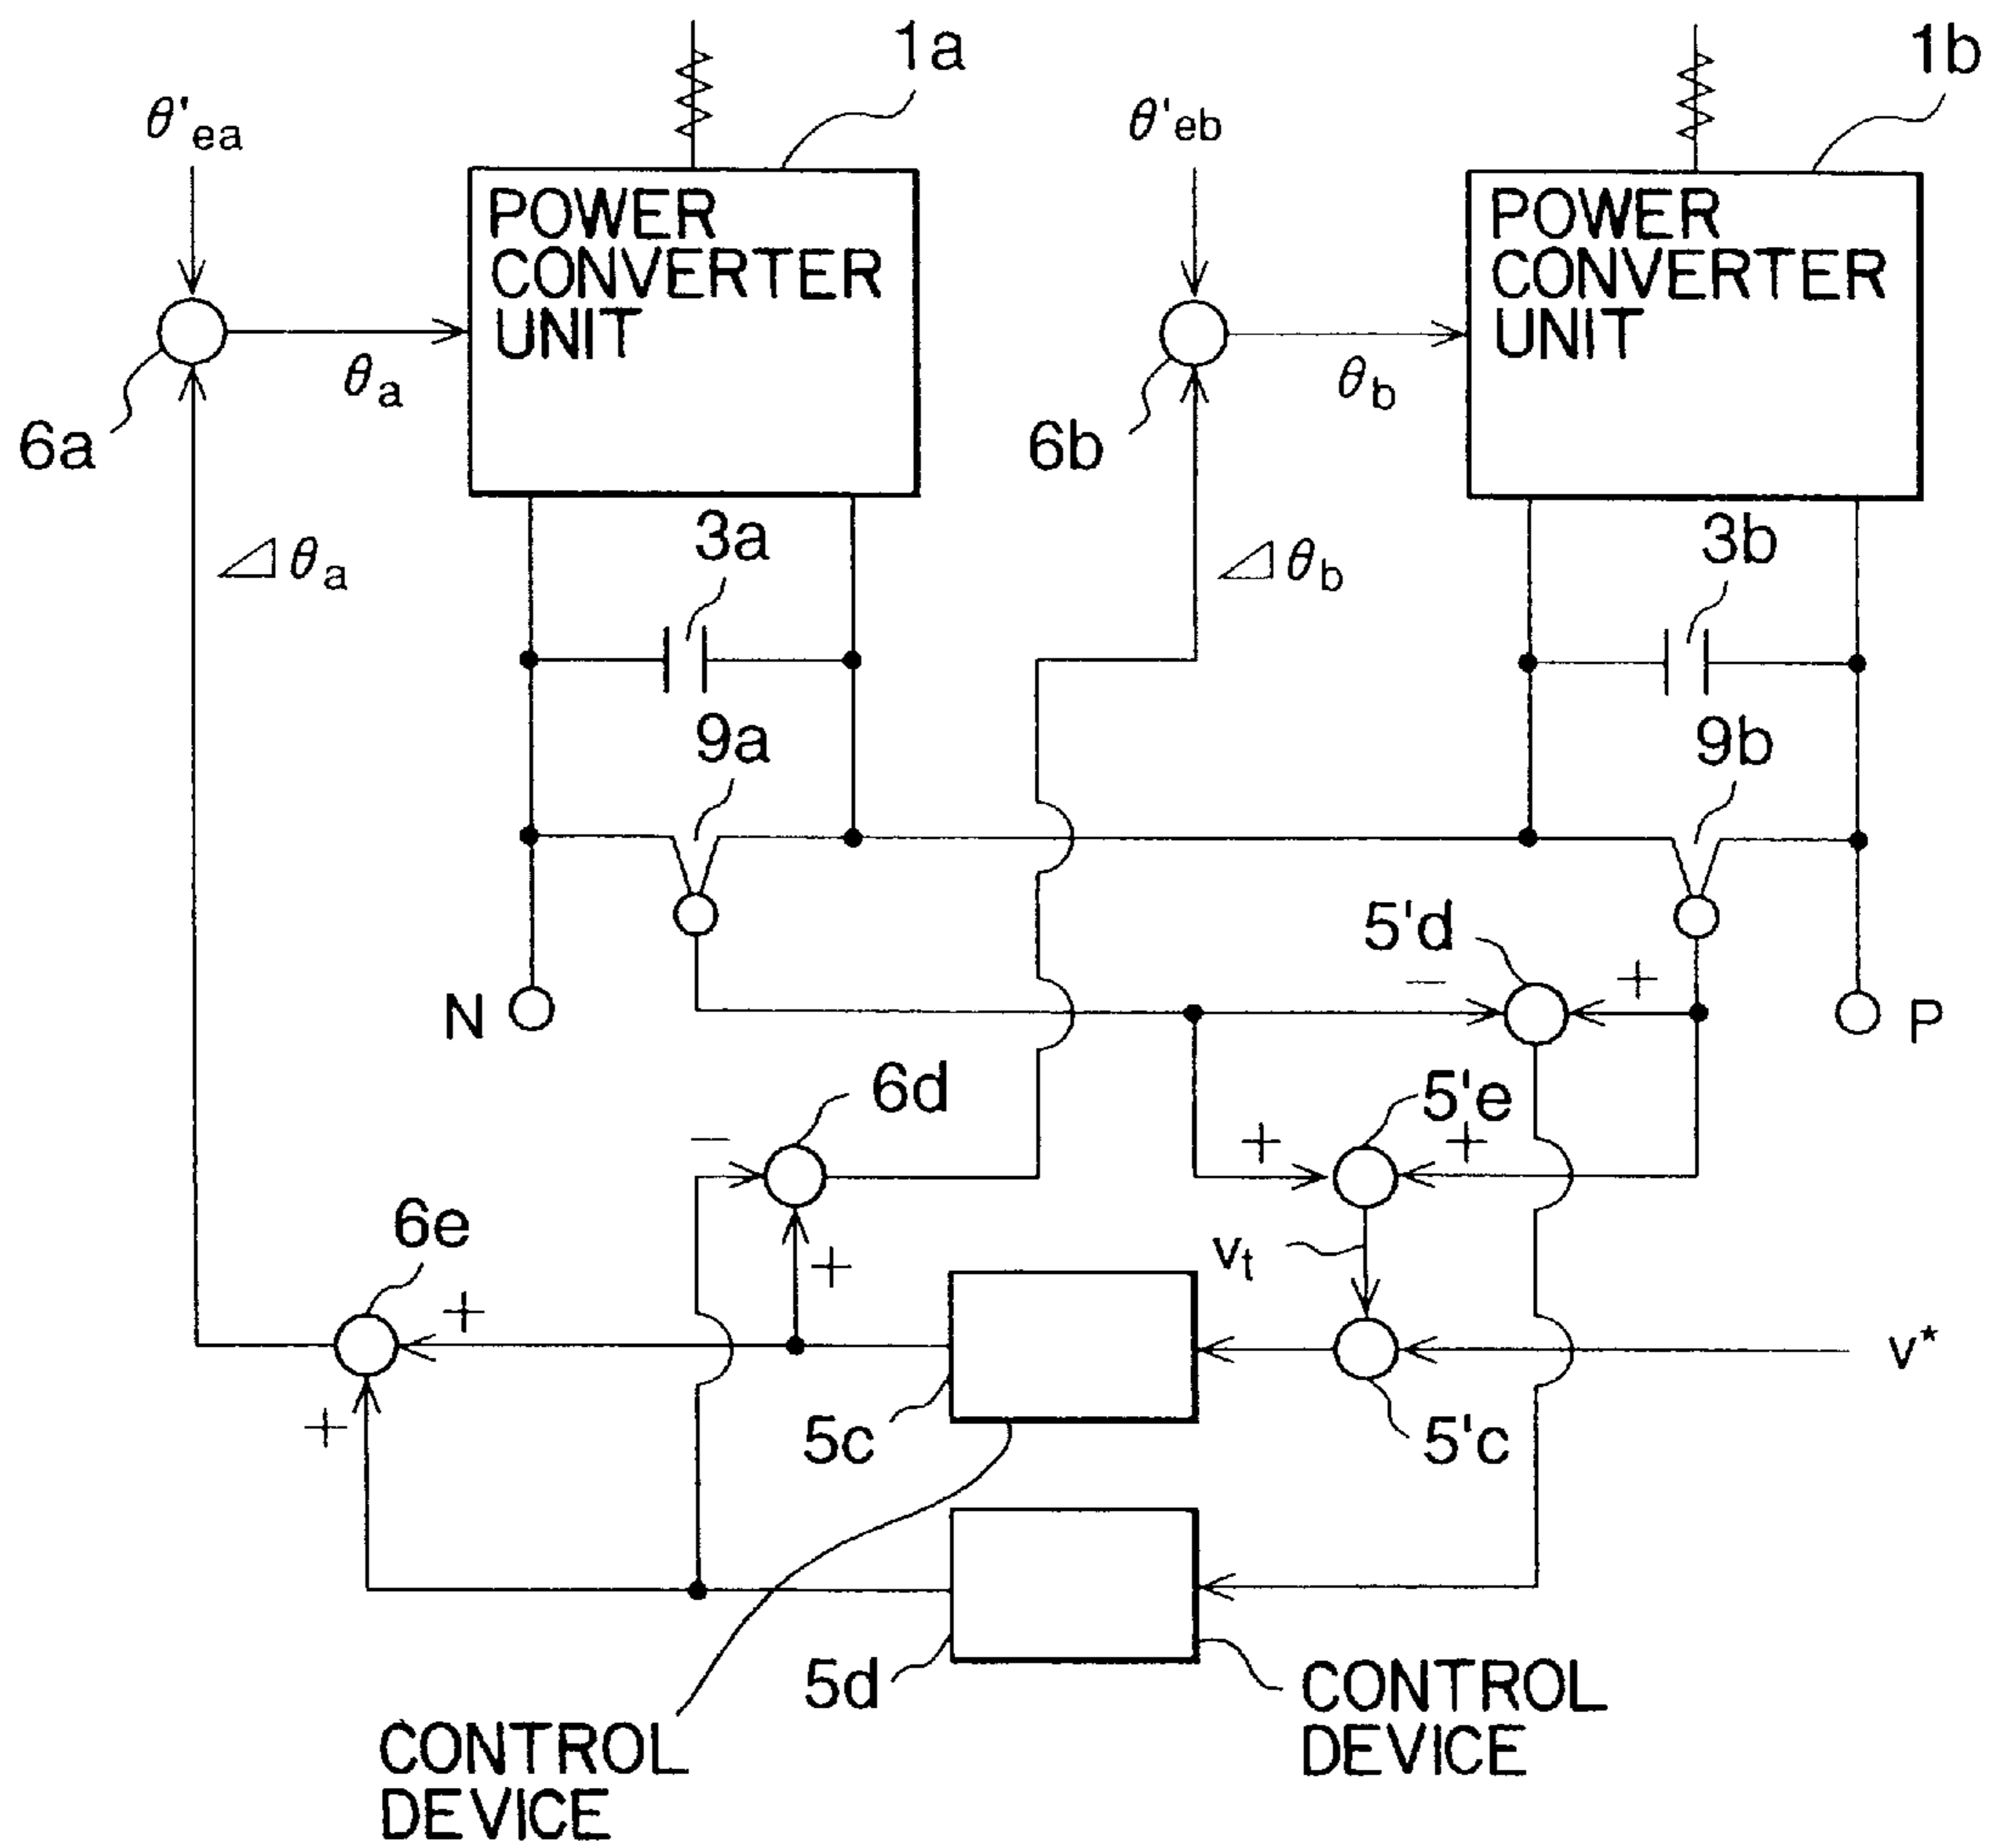 1a
1b
θ'ea
θ'eb
POWER
CONVERTER
UNIT
POWER
CONVERTER
UNIT
θa
θb
6a
6b
3a
3b
⊿θa
⊿θb
9a
9b
5'd
−
+
N
P
6d
5'e
−
+
+
6e
vt
+
+
v*
+
5c
5'c
5d
CONTROL
DEVICE
CONTROL
DEVICE